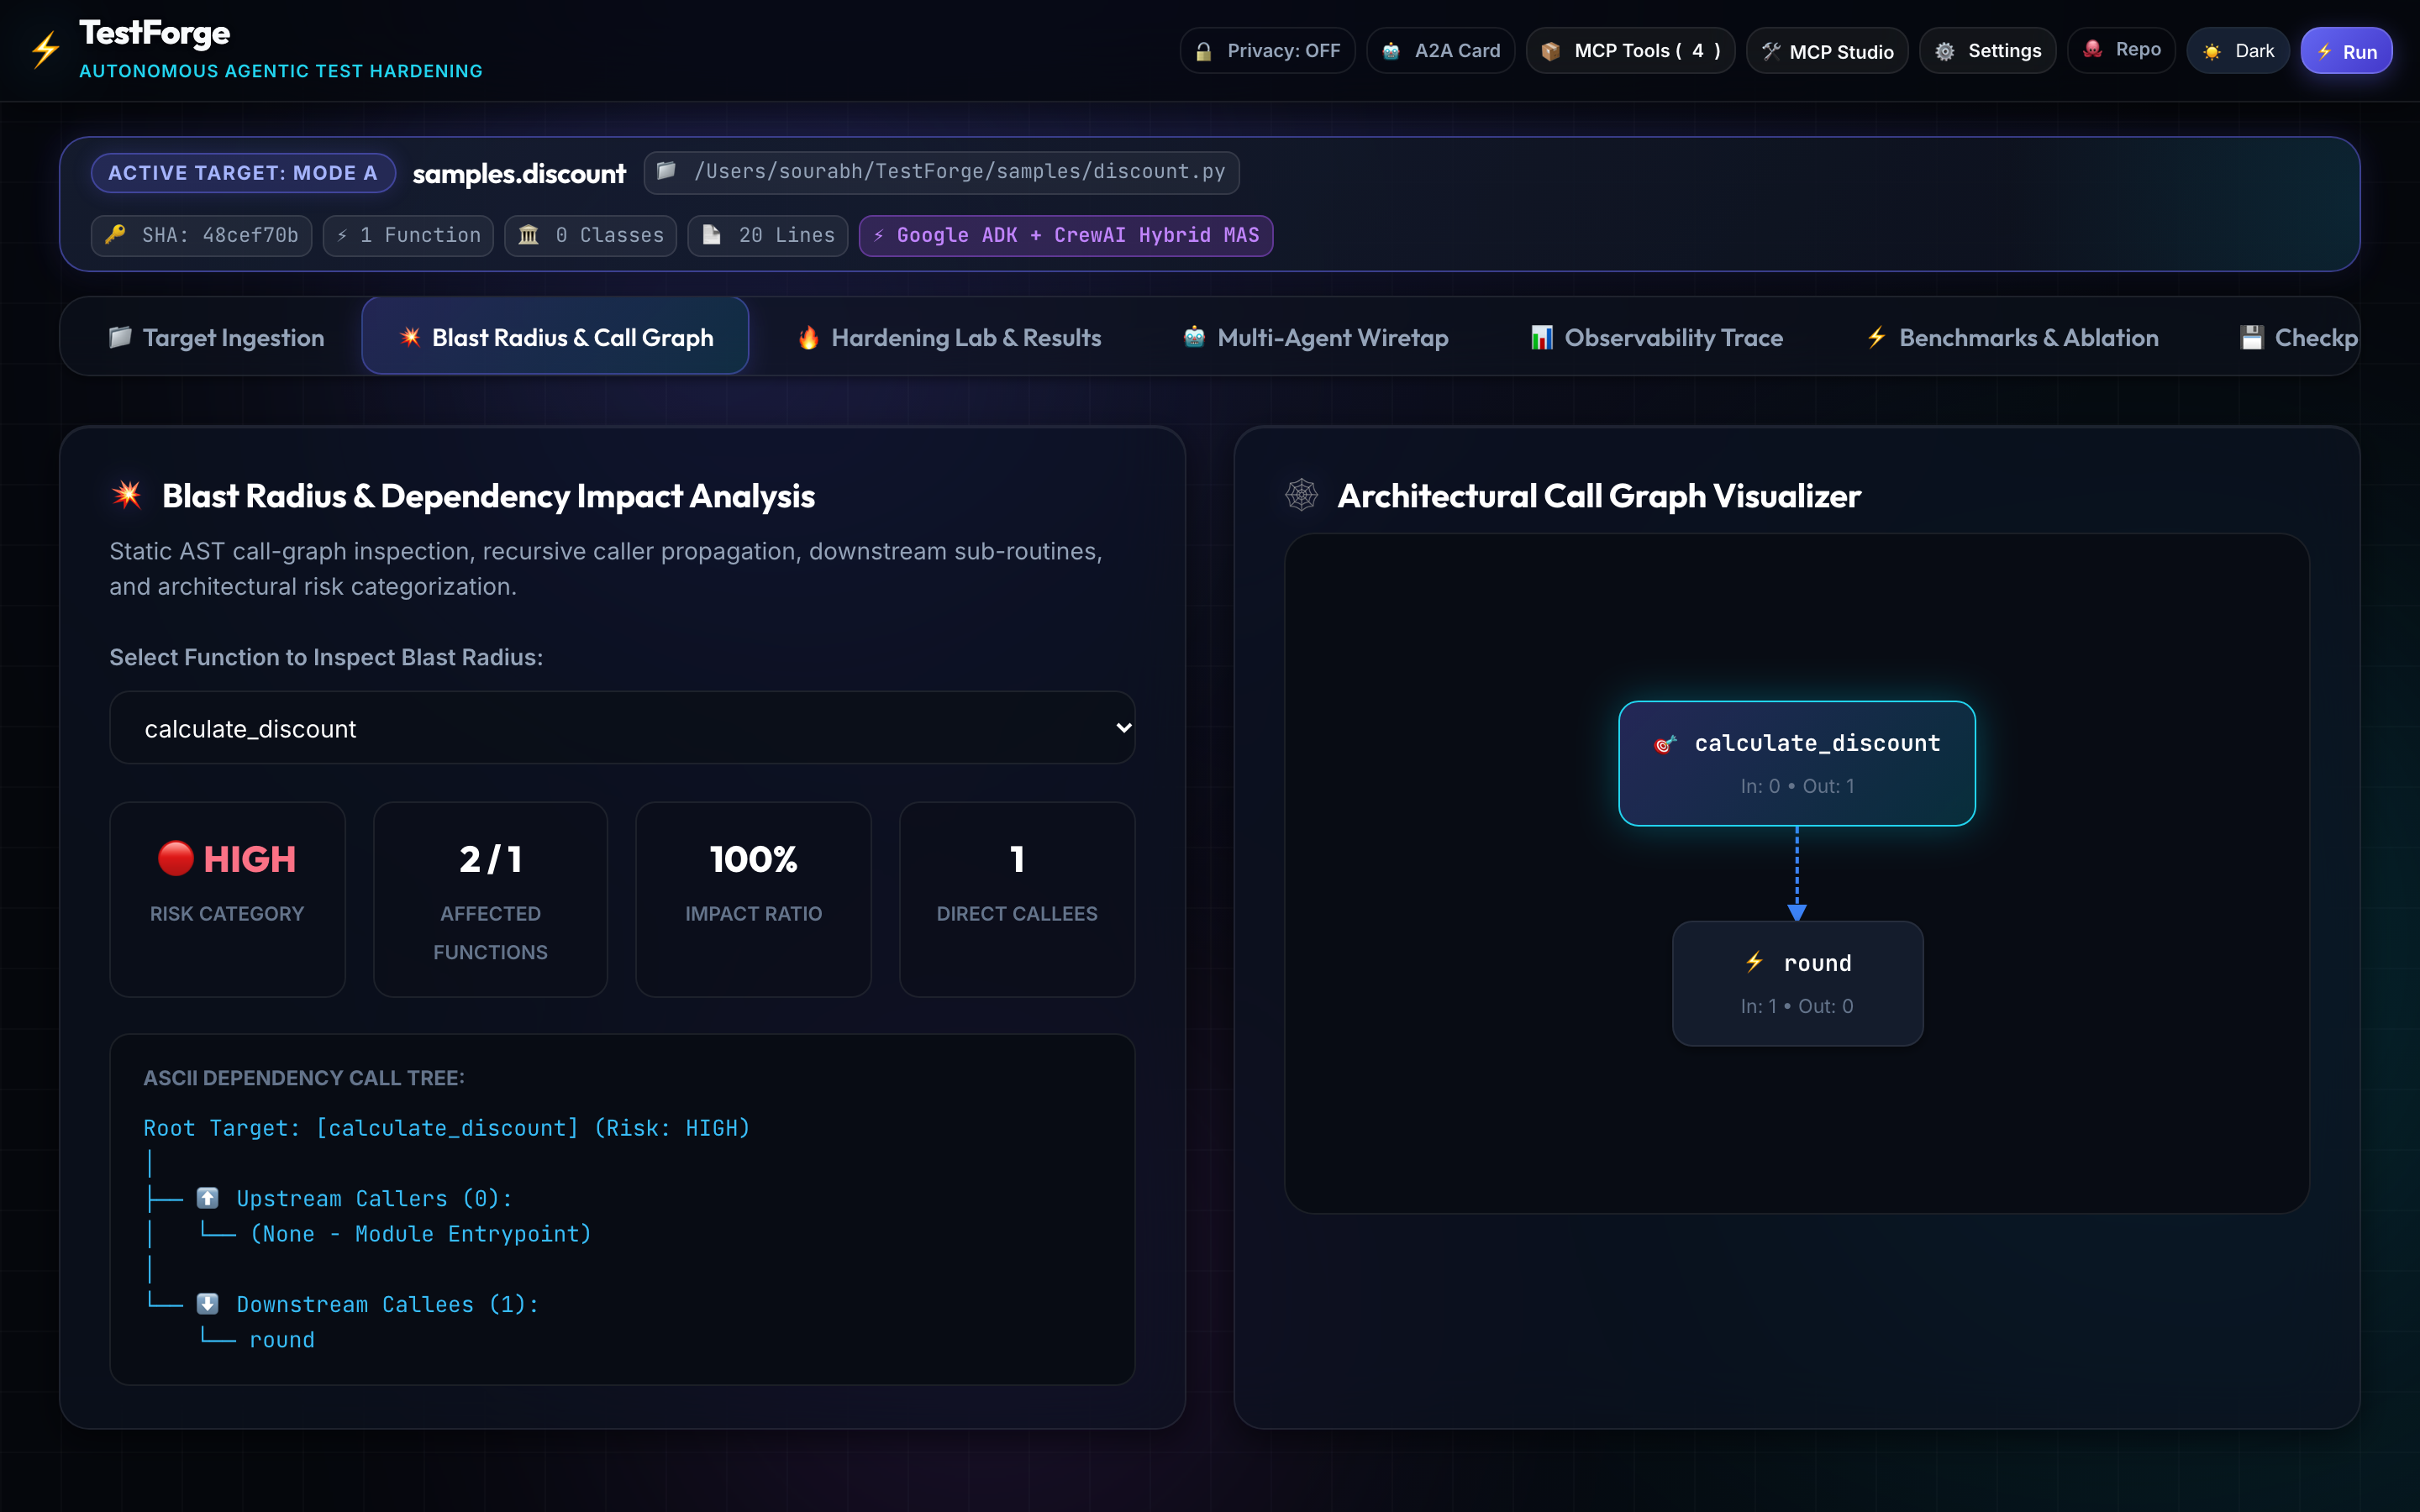 TestForge
AUTONOMOUS AGENTIC TEST HARDENING
Privacy: OFF
A2A Card
MCP Tools ( 4 )
MCP Studio
Settings
Repo
Dark
Run
ACTIVE TARGET: MODE A
samples.discount
/Users/sourabh/TestForge/samples/discount.py
SHA: 48cef70b
1 Function
0 Classes
20 Lines
Google ADK + CrewAI Hybrid MAS
Target Ingestion
Blast Radius & Call Graph
Hardening Lab & Results
Multi-Agent Wiretap
Observability Trace
Benchmarks & Ablation
Checkp
Blast Radius & Dependency Impact Analysis
Static AST call-graph inspection, recursive caller propagation, downstream sub-routines,
and architectural risk categorization.
Select Function to Inspect Blast Radius:
calculate_discount
HIGH
RISK CATEGORY
2 / 1
AFFECTED
FUNCTIONS
100%
IMPACT RATIO
1
DIRECT CALLEES
ASCII DEPENDENCY CALL TREE:
Root Target: [calculate_discount] (Risk: HIGH)
│
├── ⬆️ Upstream Callers (0):
│   └── (None - Module Entrypoint)
│
└── ⬇️ Downstream Callees (1):
    └── round
Architectural Call Graph Visualizer
calculate_discount
In: 0 • Out: 1
round
In: 1 • Out: 0